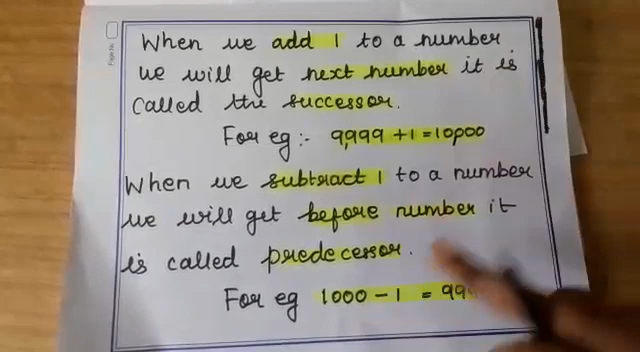 Page No.
When we add 1 to a number
we will get next number it is
called the successor.
For eg:- 9,999 + 1 = 10,000
When we subtract 1 to a number
we will get before number it
is called predecessor.
For eg 1000 - 1 =